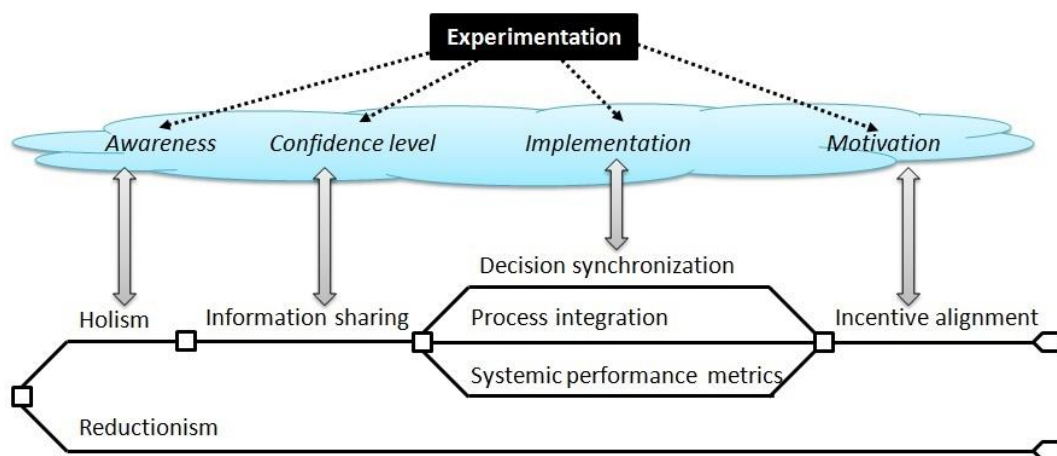 Experimentation
Awareness
Confidence level
Implementation
Motivation
Decision synchronization
Holism
Information sharing
Process integration
Incentive alignment
Systemic performance metrics
Reductionism